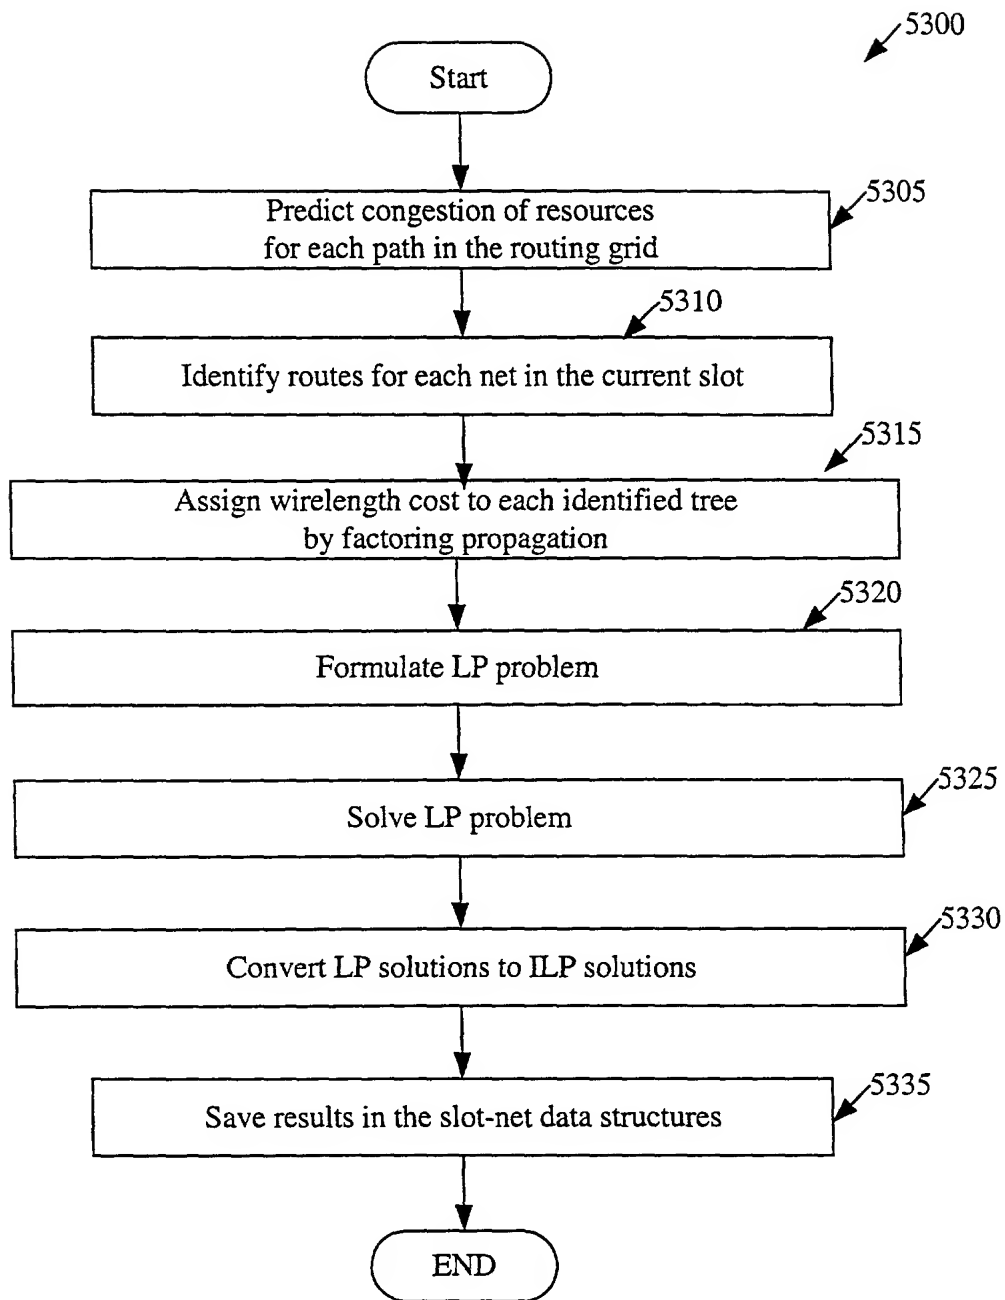 5300
Start
5305
Predict congestion of resources
for each path in the routing grid
5310
Identify routes for each net in the current slot
5315
Assign wirelength cost to each identified tree
by factoring propagation
5320
Formulate LP problem
5325
Solve LP problem
5330
Convert LP solutions to ILP solutions
5335
Save results in the slot-net data structures
END